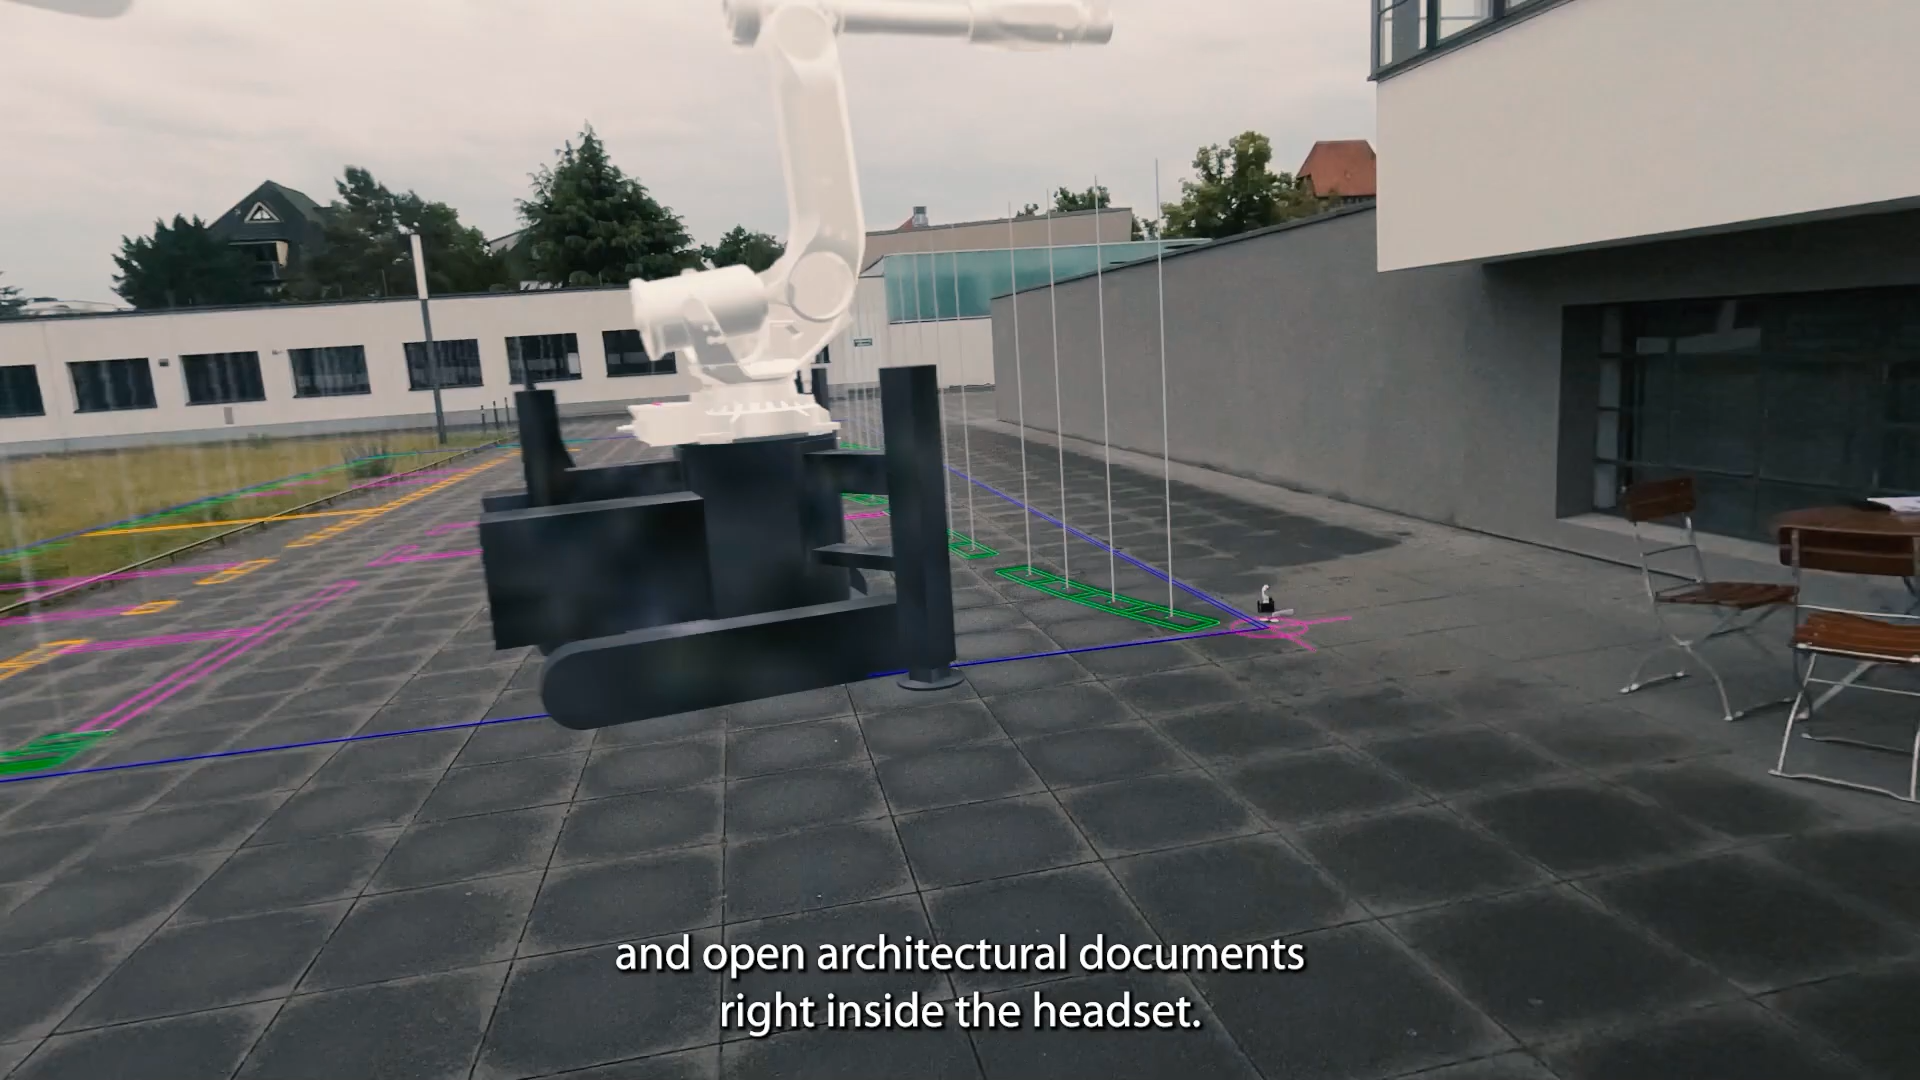 and open architectural documents
right inside the headset.